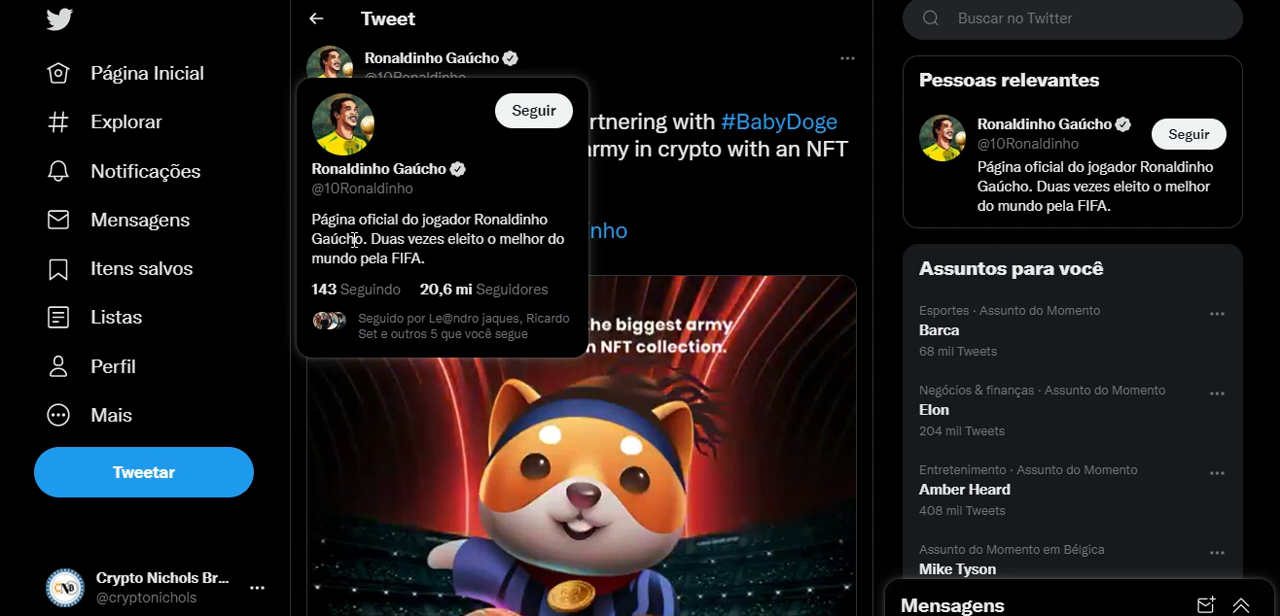 Página Inicial
Explorar
Notificações
Mensagens
Itens salvos
Listas
Perfil
Mais
Tweetar
Crypto Nichols Br...
@cryptonichols
Tweet
Ronaldinho Gaúcho
@10Ronaldinho
Seguir
Ronaldinho Gaúcho
@10Ronaldinho
Página oficial do jogador Ronaldinho
Gaúcho. Duas vezes eleito o melhor do
mundo pela FIFA.
143 Seguindo 20,6 mi Seguidores
Seguido por Le@ndro jaques, Ricardo
Set e outros 5 que você segue
rtnering with #BabyDoge
army in crypto with an NFT
inho
the biggest army
n NFT collection.
Buscar no Twitter
Pessoas relevantes
Ronaldinho Gaúcho
@10Ronaldinho
Seguir
Página oficial do jogador Ronaldinho
Gaúcho. Duas vezes eleito o melhor
do mundo pela FIFA.
Assuntos para você
Esportes · Assunto do Momento
Barca
68 mil Tweets
Negócios & finanças · Assunto do Momento
Elon
204 mil Tweets
Entretenimento · Assunto do Momento
Amber Heard
408 mil Tweets
Assunto do Momento em Bélgica
Mike Tyson
Mensagens